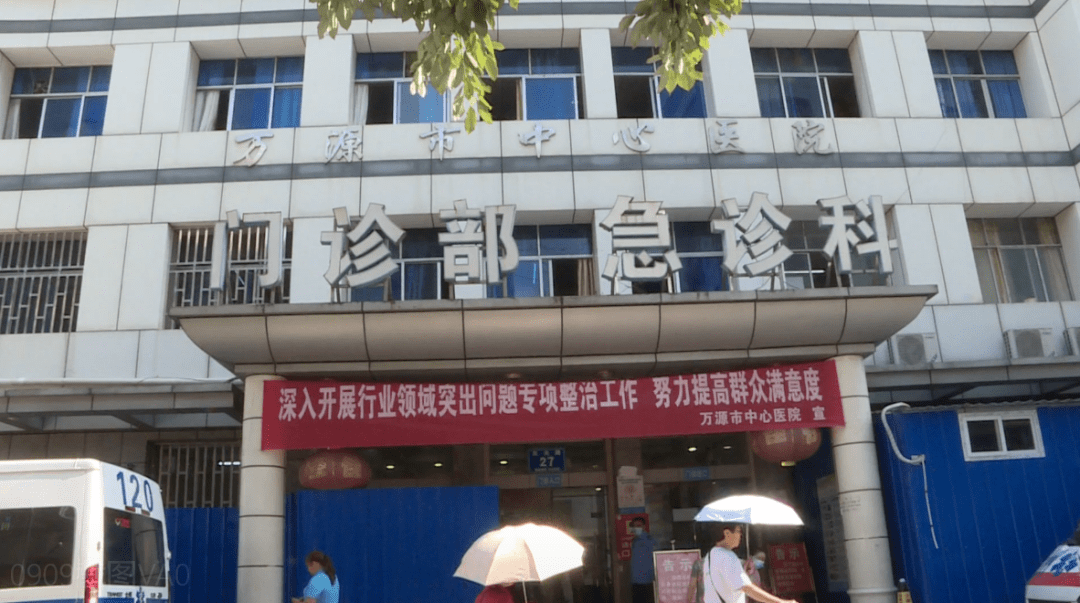 万源市中心医院
门诊部 急诊科
深入开展行业领域突出问题专项整治工作 努力提高群众满意度
万源市中心医院 宣
27
120
告示
告示